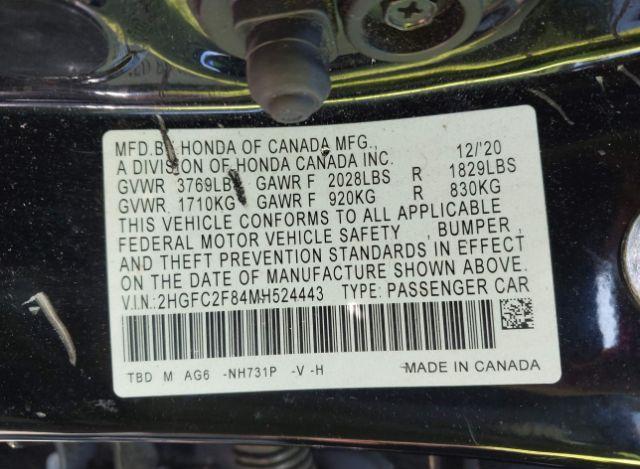 MFD.BY HONDA OF CANADA MFG., 12/'20
A DIVISION OF HONDA CANADA INC.
GVWR 3769LB GAWR F 2028LBS R 1829LBS
GVWR 1710KG GAWR F 920KG R 830KG
THIS VEHICLE CONFORMS TO ALL APPLICABLE
FEDERAL MOTOR VEHICLE SAFETY , BUMPER ,
AND THEFT PREVENTION STANDARDS IN EFFECT
ON THE DATE OF MANUFACTURE SHOWN ABOVE.
V.I.N.:2HGFC2F84MH524443 TYPE: PASSENGER CAR
TBD M AG6 -NH731P -V -H MADE IN CANADA